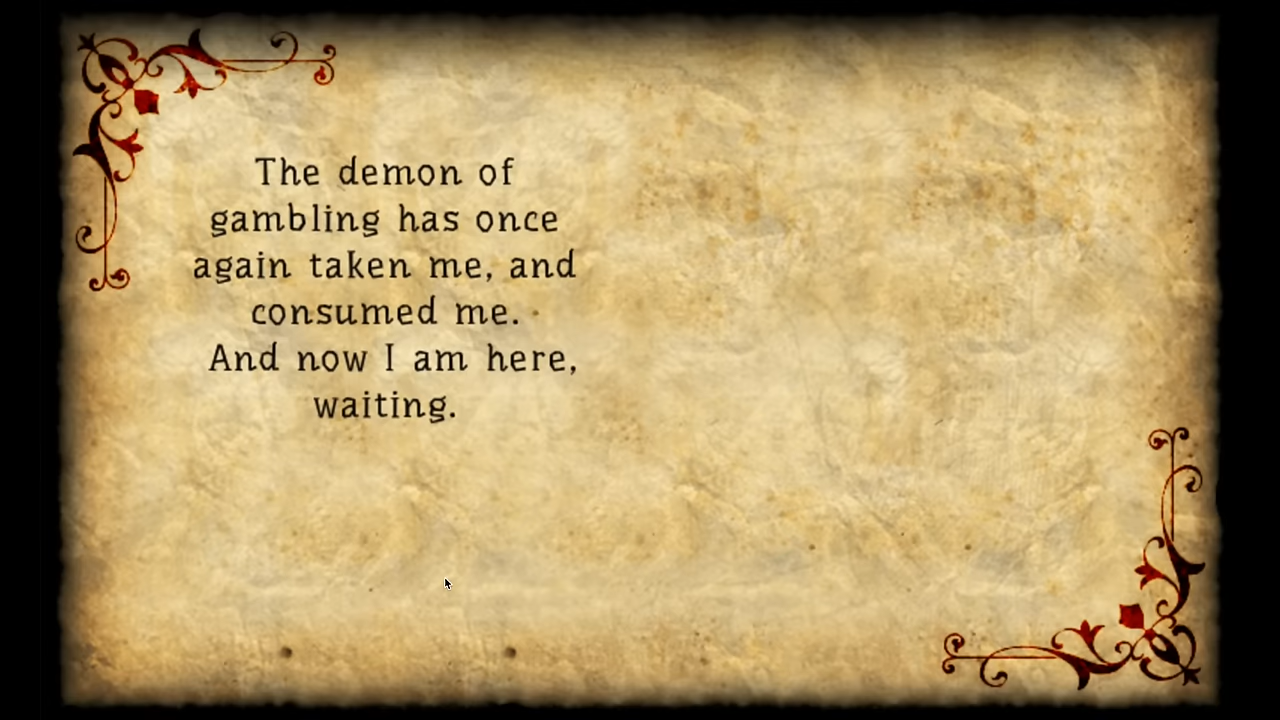 The demon of
gambling has once
again taken me, and
consumed me.
And now I am here,
waiting.